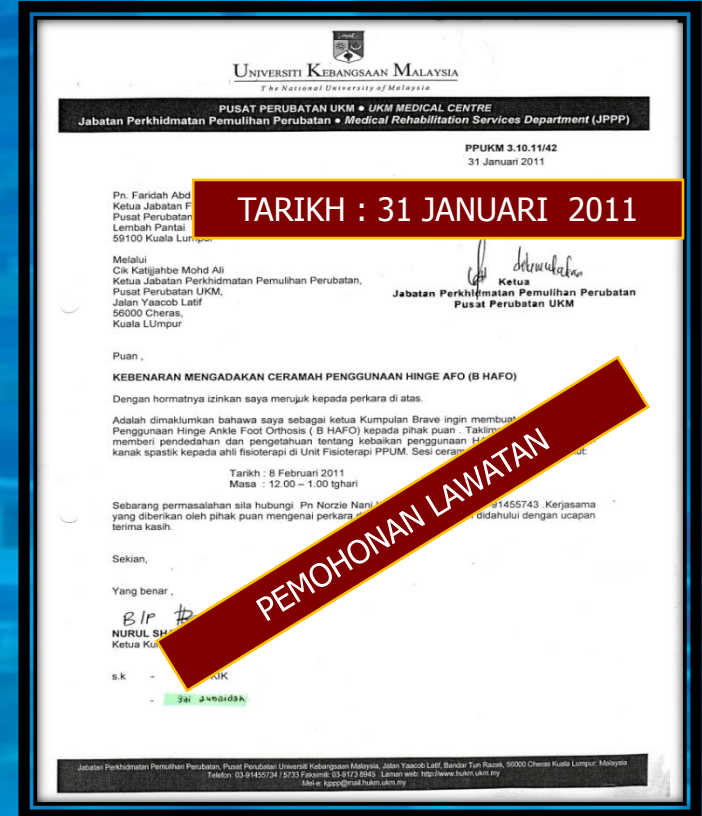 UNIVERSITI KEBANGSAAN MALAYSIA
The National University of Malaysia
PUSAT PERUBATAN UKM • UKM MEDICAL CENTRE
Jabatan Perkhidmatan Pemulihan Perubatan • Medical Rehabilitation Services Department (JPPP)
PPUKM 3.10.11/42
31 Januari 2011
Pn. Faridah Abd
Ketua Jabatan
Pusat Perubatan
Lembah Pantai
59100 Kuala Lumpur
TARIKH : 31 JANUARI 2011
Melalui
Cik Katijjahbe Mohd Ali
Ketua Jabatan Perkhidmatan Pemulihan Perubatan,
Pusat Perubatan UKM,
Jalan Yaacob Latif
56000 Cheras,
Kuala LUmpur
Ketua
Jabatan Perkhidmatan Pemulihan Perubatan
Pusat Perubatan UKM
Puan ,
KEBENARAN MENGADAKAN CERAMAH PENGGUNAAN HINGE AFO (B HAFO)
Dengan hormatnya izinkan saya merujuk kepada perkara di atas.
Adalah dimaklumkan bahawa saya sebagai ketua Kumpulan Brave ingin membuat
Penggunaan Hinge Ankle Foot Orthosis ( B HAFO) kepada pihak puan .
memberi pendedahan dan pengetahuan tentang kebaikan penggunaan
kanak spastik kepada ahli fisioterapi di Unit Fisioterapi PPUM. Sesi
Tarikh : 8 Februari 2011
Masa : 12.00 – 1.00 tghari
Sebarang permasalahan sila hubungi Pn Norzie Nani 91455743 .Kerjasama
yang diberikan oleh pihak puan mengenai perkara didahului dengan ucapan
terima kasih.
PEMOHONAN LAWATAN
Sekian,
Yang benar ,
B/P
NURUL
Ketua
s.k -
-
Jabatan Perkhidmatan Pemulihan Perubatan, Pusat Perubatan Universiti Kebangsaan Malaysia, Jalan Yaacob Latif, Bandar Tun Razak, 56000 Cheras Kuala Lumpur, Malaysia
Telefon: 03-91455734 / 5733 Faksimili: 03-9173 8945 Laman web: http://www.hukm.ukm.my
Mel-e: kjppp@mail.hukm.ukm.my